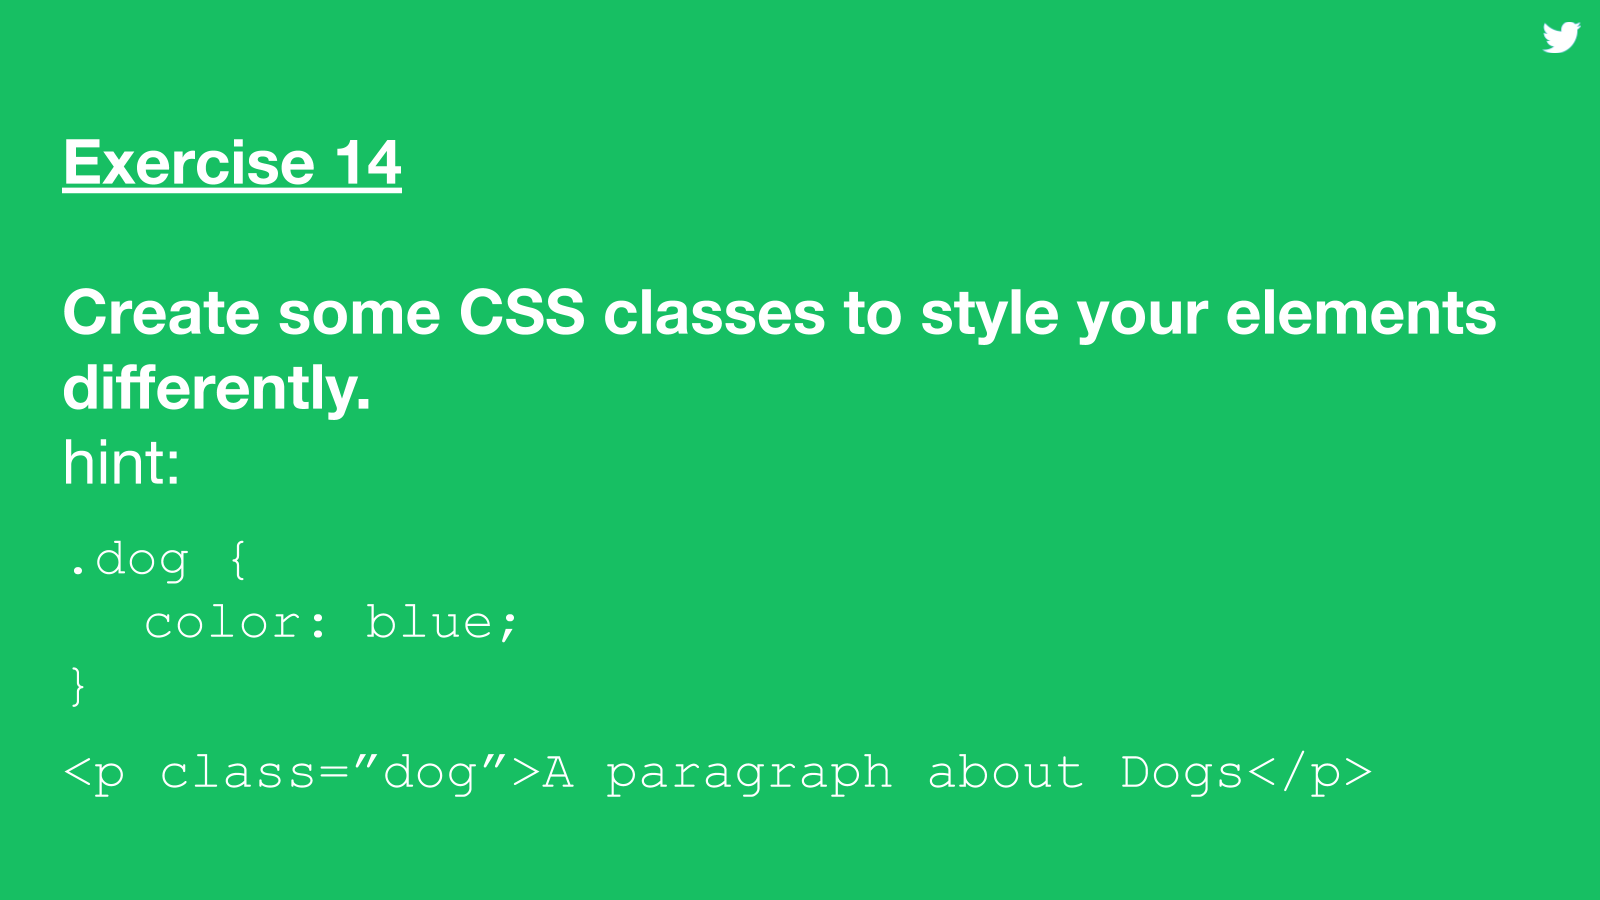 Exercise 14
Create some CSS classes to style your elements
differently.
hint:
.dog {
color: blue;
}
<p class=”dog”>A paragraph about Dogs</p>